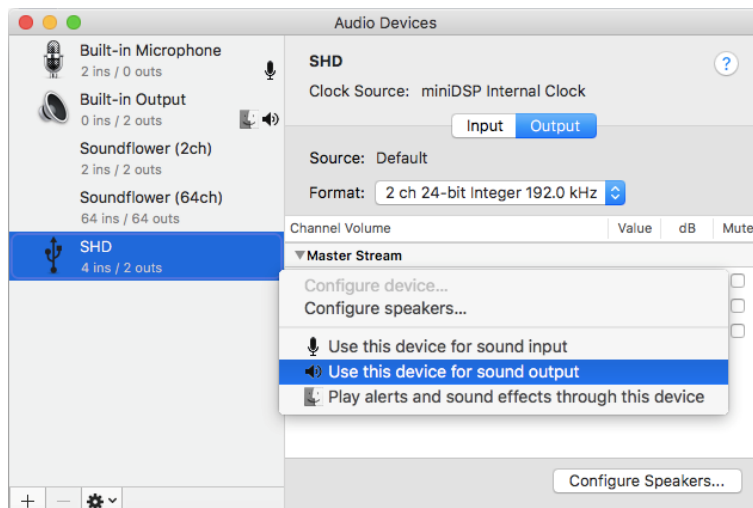 Audio Devices
Built-in Microphone
2 ins / 0 outs
Built-in Output
0 ins / 2 outs
Soundflower (2ch)
2 ins / 2 outs
Soundflower (64ch)
64 ins / 64 outs
SHD
4 ins / 2 outs
SHD
?
Clock Source: miniDSP Internal Clock
Input Output
Source: Default
Format: 2 ch 24-bit Integer 192.0 kHz
Channel Volume Value dB Mute
Master Stream
Configure device...
Configure speakers...
Use this device for sound input
Use this device for sound output
Play alerts and sound effects through this device
Configure Speakers...